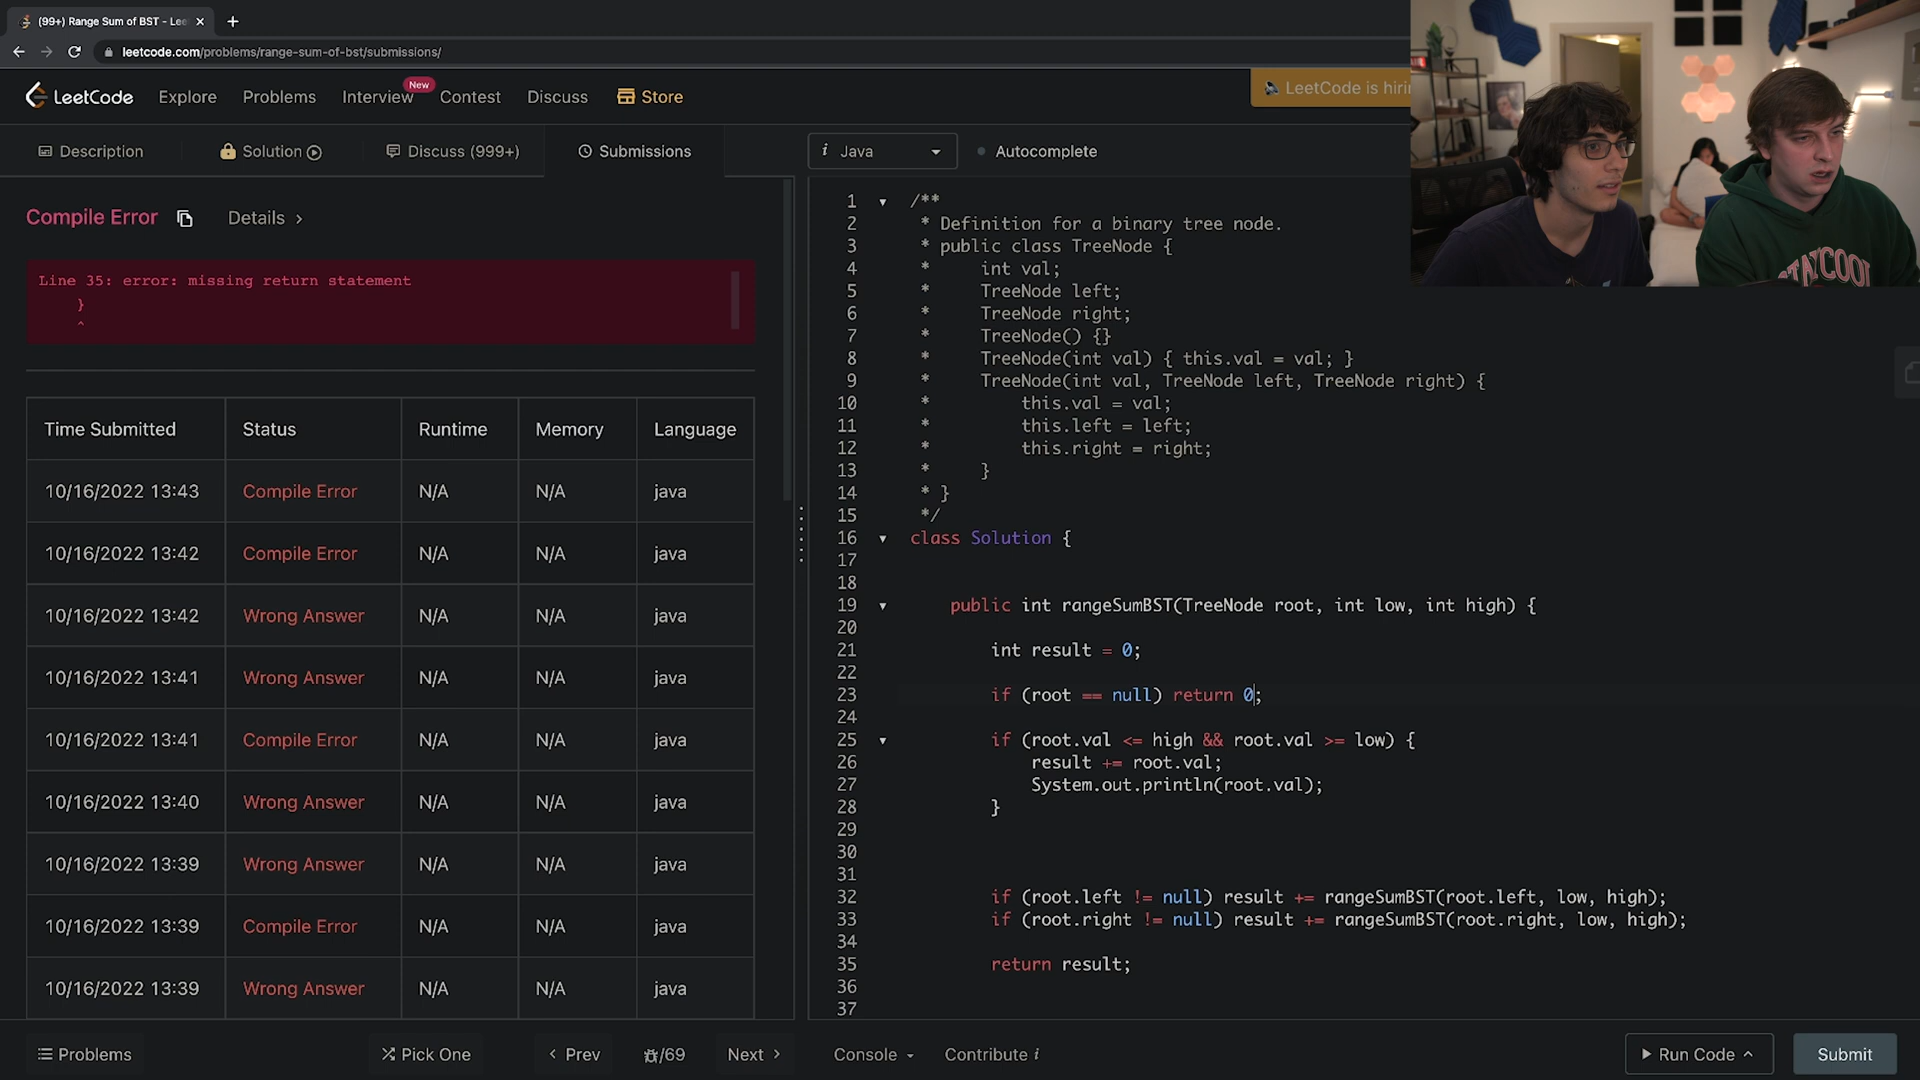 (99+) Range Sum of BST - Lee
leetcode.com/problems/range-sum-of-bst/submissions/
LeetCode
Explore
Problems
Interview
New
Contest
Discuss
Store
LeetCode is hiri
Description
Solution
Discuss (999+)
Submissions
i Java
Autocomplete
Compile Error
Details
Line 35: error: missing return statement
}
^
Time Submitted Status Runtime Memory Language
10/16/2022 13:43 Compile Error N/A N/A java
10/16/2022 13:42 Compile Error N/A N/A java
10/16/2022 13:42 Wrong Answer N/A N/A java
10/16/2022 13:41 Wrong Answer N/A N/A java
10/16/2022 13:41 Compile Error N/A N/A java
10/16/2022 13:40 Wrong Answer N/A N/A java
10/16/2022 13:39 Wrong Answer N/A N/A java
10/16/2022 13:39 Compile Error N/A N/A java
10/16/2022 13:39 Wrong Answer N/A N/A java
1 /**
2 * Definition for a binary tree node.
3 * public class TreeNode {
4 *     int val;
5 *     TreeNode left;
6 *     TreeNode right;
7 *     TreeNode() {}
8 *     TreeNode(int val) { this.val = val; }
9 *     TreeNode(int val, TreeNode left, TreeNode right) {
10 *         this.val = val;
11 *         this.left = left;
12 *         this.right = right;
13 *     }
14 * }
15 */
16 class Solution {
17
18
19     public int rangeSumBST(TreeNode root, int low, int high) {
20
21         int result = 0;
22
23         if (root == null) return 0;
24
25         if (root.val <= high && root.val >= low) {
26             result += root.val;
27             System.out.println(root.val);
28         }
29
30
31
32         if (root.left != null) result += rangeSumBST(root.left, low, high);
33         if (root.right != null) result += rangeSumBST(root.right, low, high);
34
35         return result;
36
37
STAYCOOL
Problems
Pick One
Prev
/69
Next
Console
Contribute i
Run Code
Submit